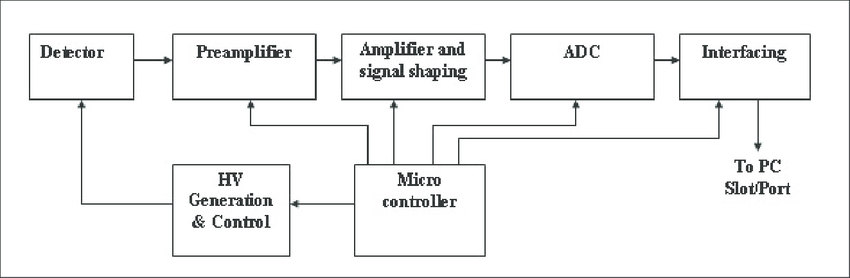 Detector
Preamplifier
Amplifier and
signal shaping
ADC
Interfacing
To PC
Slot/Port
HV
Generation
& Control
Micro
controller